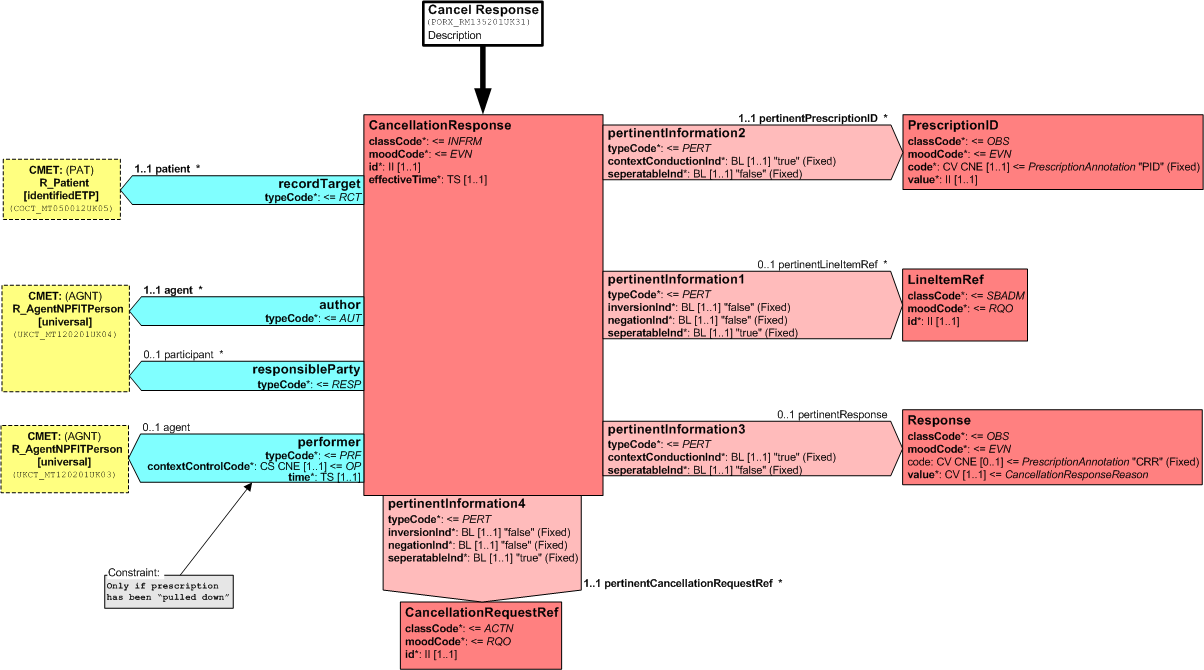 Cancel Response
(PORX_RM135201UK31)
Description
CancellationResponse
classCode*: <= INFRM
moodCode*: <= EVN
id*: II [1..1]
effectiveTime*: TS [1..1]
CMET: (PAT)
R_Patient
[identifiedETP]
(COCT_MT050012UK05)
1..1 patient *
recordTarget
typeCode*: <= RCT
CMET: (AGNT)
R_AgentNPFITPerson
[universal]
(UKCT_MT120201UK04)
1..1 agent *
author
typeCode*: <= AUT
0..1 participant *
responsibleParty
typeCode*: <= RESP
CMET: (AGNT)
R_AgentNPFITPerson
[universal]
(UKCT_MT120201UK03)
0..1 agent
performer
typeCode*: <= PRF
contextControlCode*: CS CNE [1..1] <= OP
time*: TS [1..1]
Constraint:
Only if prescription
has been “pulled down”
1..1 pertinentPrescriptionID *
pertinentInformation2
typeCode*: <= PERT
contextConductionInd*: BL [1..1] "true" (Fixed)
seperatableInd*: BL [1..1] "false" (Fixed)
PrescriptionID
classCode*: <= OBS
moodCode*: <= EVN
code*: CV CNE [1..1] <= PrescriptionAnnotation "PID" (Fixed)
value*: II [1..1]
0..1 pertinentLineItemRef *
pertinentInformation1
typeCode*: <= PERT
inversionInd*: BL [1..1] "false" (Fixed)
negationInd*: BL [1..1] "false" (Fixed)
seperatableInd*: BL [1..1] "true" (Fixed)
LineItemRef
classCode*: <= SBADM
moodCode*: <= RQO
id*: II [1..1]
0..1 pertinentResponse
pertinentInformation3
typeCode*: <= PERT
contextConductionInd*: BL [1..1] "true" (Fixed)
seperatableInd*: BL [1..1] "false" (Fixed)
Response
classCode*: <= OBS
moodCode*: <= EVN
code: CV CNE [0..1] <= PrescriptionAnnotation "CRR" (Fixed)
value*: CV [1..1] <= CancellationResponseReason
pertinentInformation4
typeCode*: <= PERT
inversionInd*: BL [1..1] "false" (Fixed)
negationInd*: BL [1..1] "false" (Fixed)
seperatableInd*: BL [1..1] "true" (Fixed)
1..1 pertinentCancellationRequestRef *
CancellationRequestRef
classCode*: <= ACTN
moodCode*: <= RQO
id*: II [1..1]